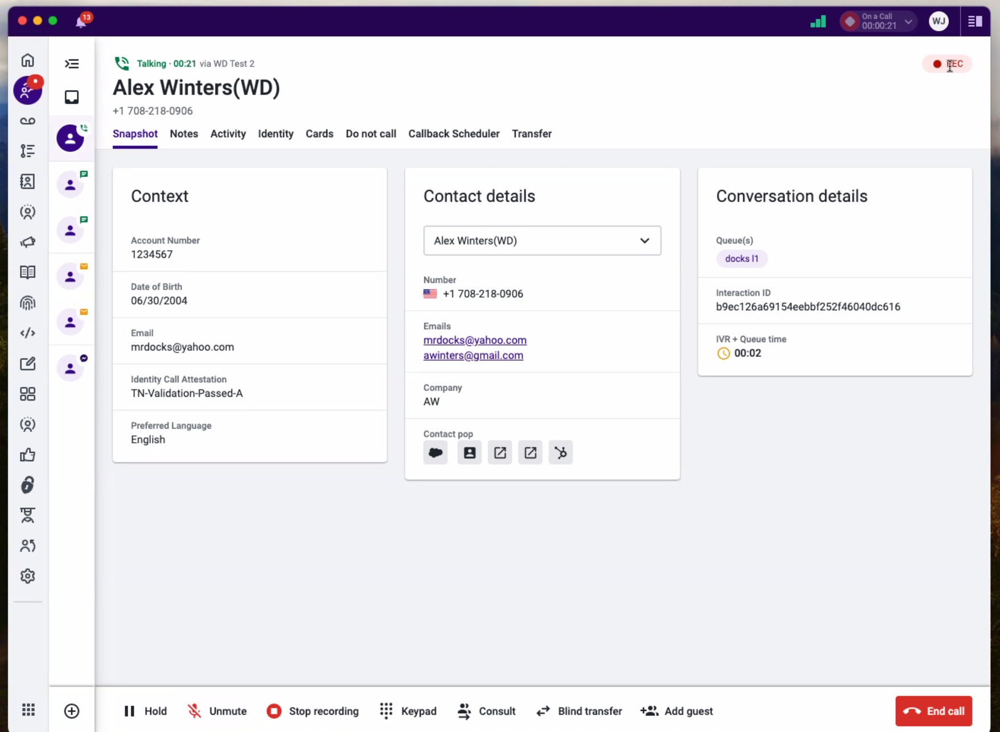 13
On a Call
00:00:21
WJ
Talking · 00:21 via WD Test 2
Alex Winters(WD)
+1 708-218-0906
Snapshot Notes Activity Identity Cards Do not call Callback Scheduler Transfer
Context
Account Number
1234567
Date of Birth
06/30/2004
Email
mrdocks@yahoo.com
Identity Call Attestation
TN-Validation-Passed-A
Preferred Language
English
Contact details
Alex Winters(WD)
Number
+1 708-218-0906
Emails
mrdocks@yahoo.com
awinters@gmail.com
Company
AW
Contact pop
Conversation details
Queue(s)
docks l1
Interaction ID
b9ec126a69154eebbf252f46040dc616
IVR + Queue time
00:02
Hold Unmute Stop recording Keypad Consult Blind transfer Add guest End call